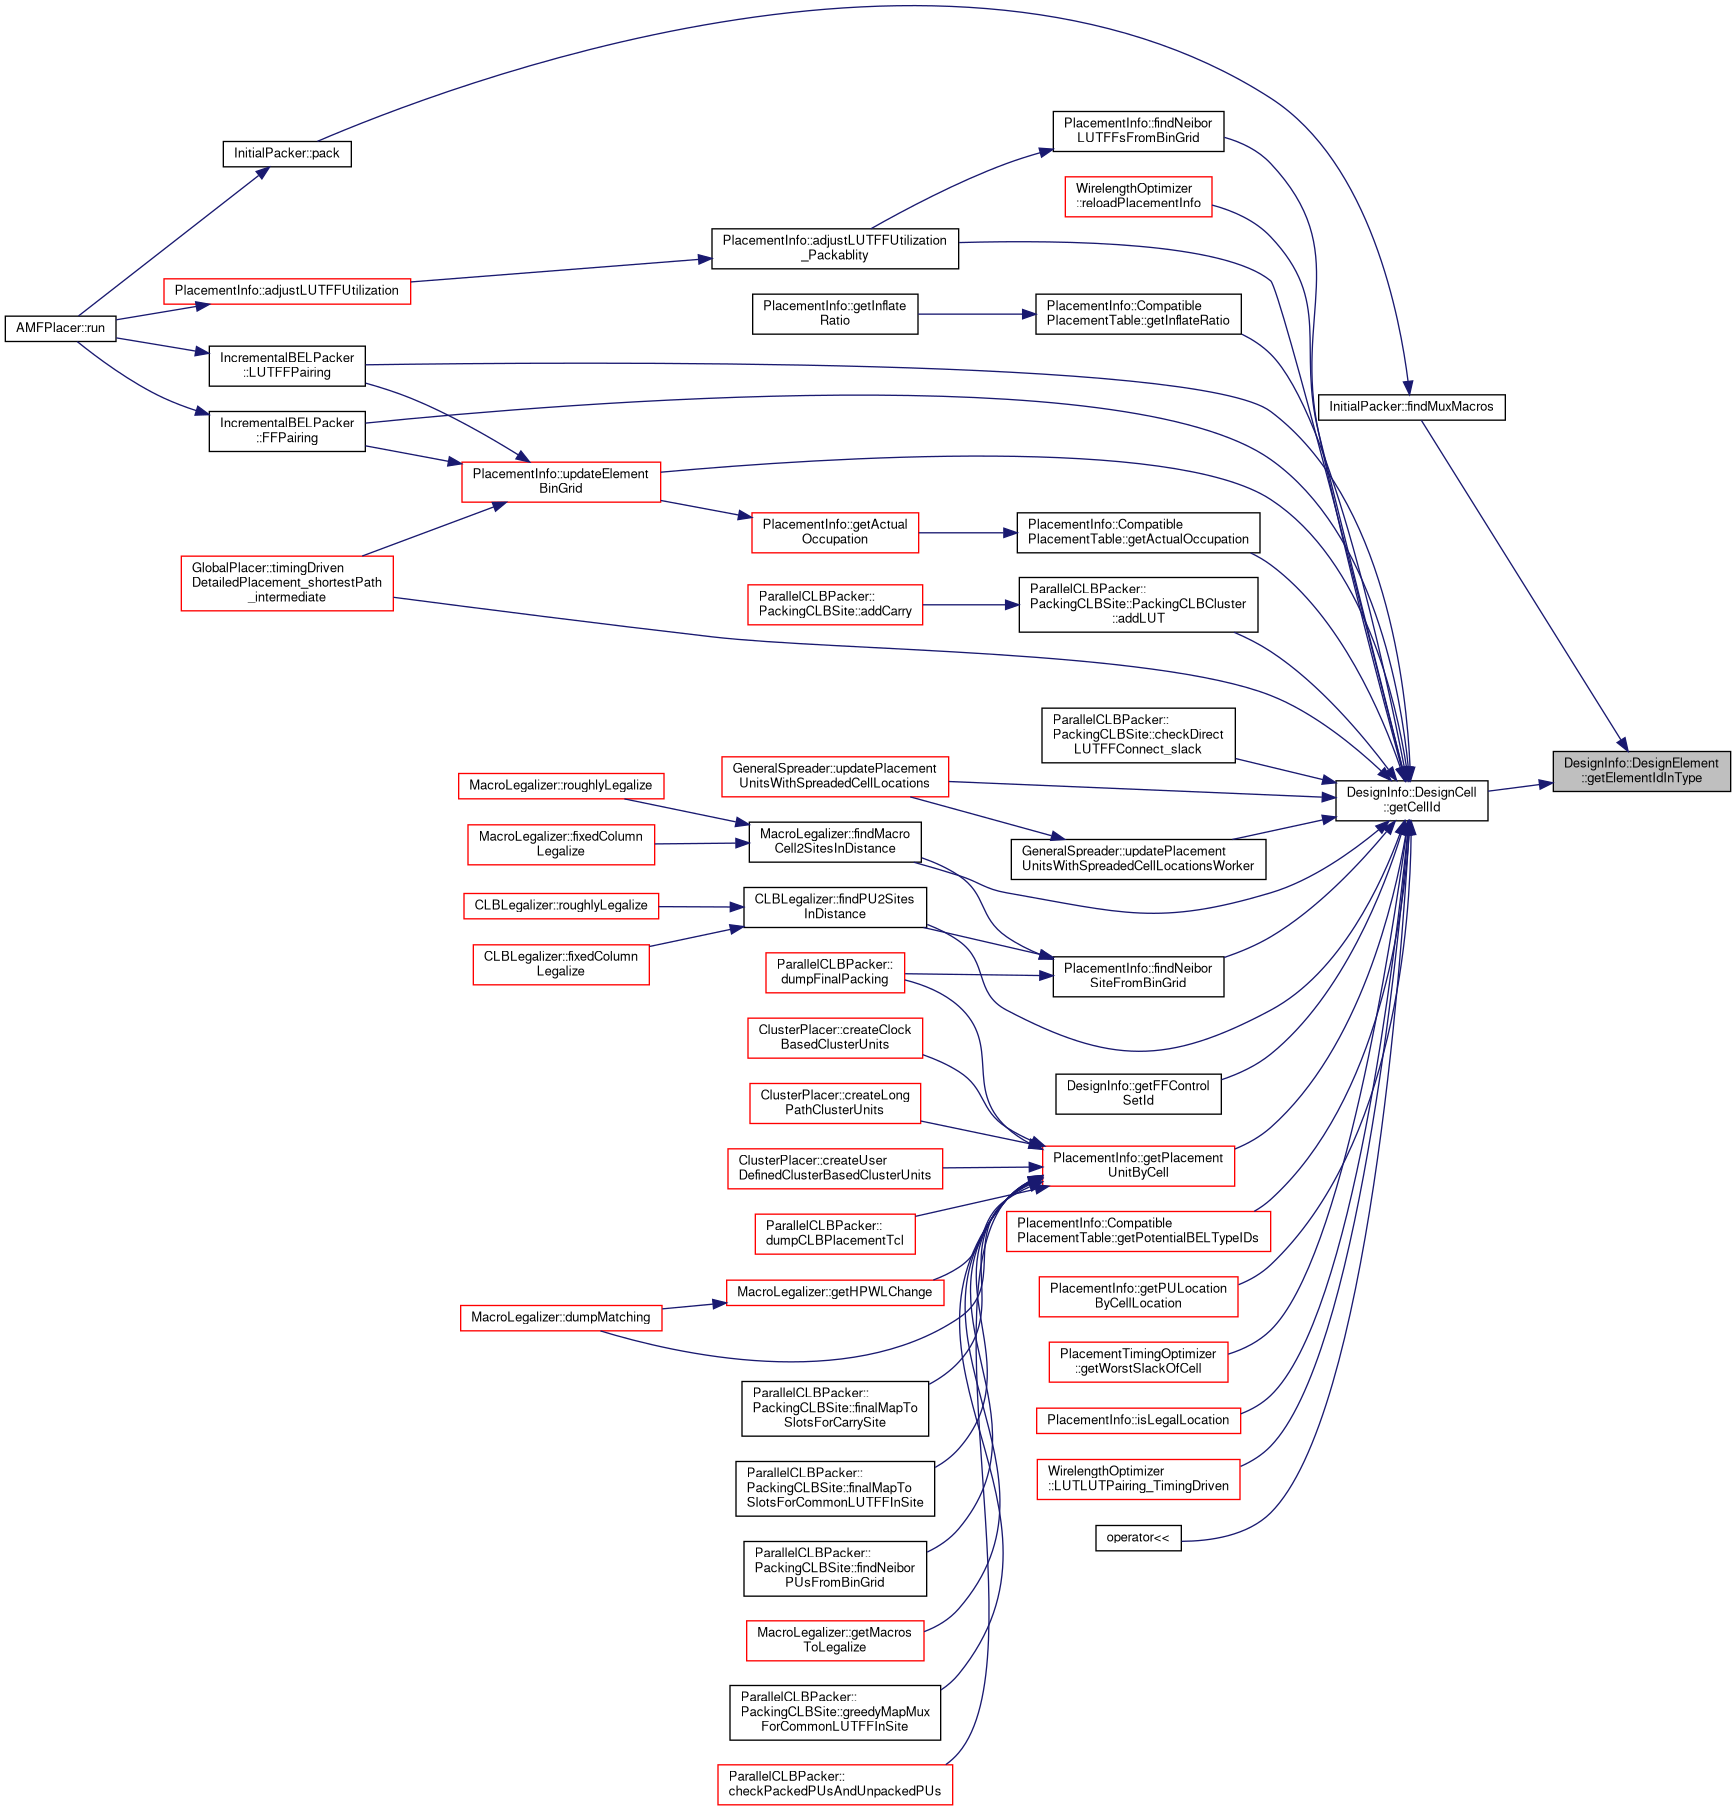 PlacementInfo::findNeibor
LUTFFsFromBinGrid
InitialPacker::pack
WirelengthOptimizer
::reloadPlacementInfo
PlacementInfo::adjustLUTFFUtilization
_Packablity
PlacementInfo::adjustLUTFFUtilization
PlacementInfo::getInflate
Ratio
PlacementInfo::Compatible
PlacementTable::getInflateRatio
AMFPlacer::run
IncrementalBELPacker
::LUTFFPairing
InitialPacker::findMuxMacros
IncrementalBELPacker
::FFPairing
PlacementInfo::updateElement
BinGrid
PlacementInfo::getActual
Occupation
PlacementInfo::Compatible
PlacementTable::getActualOccupation
GlobalPlacer::timingDriven
DetailedPlacement_shortestPath
_intermediate
ParallelCLBPacker::
PackingCLBSite::addCarry
ParallelCLBPacker::
PackingCLBSite::PackingCLBCluster
::addLUT
ParallelCLBPacker::
PackingCLBSite::checkDirect
LUTFFConnect_slack
DesignInfo::DesignElement
::getElementIdInType
GeneralSpreader::updatePlacement
UnitsWithSpreadedCellLocations
MacroLegalizer::roughlyLegalize
DesignInfo::DesignCell
::getCellId
MacroLegalizer::fixedColumn
Legalize
MacroLegalizer::findMacro
Cell2SitesInDistance
GeneralSpreader::updatePlacement
UnitsWithSpreadedCellLocationsWorker
CLBLegalizer::roughlyLegalize
CLBLegalizer::findPU2Sites
InDistance
CLBLegalizer::fixedColumn
Legalize
ParallelCLBPacker::
dumpFinalPacking
PlacementInfo::findNeibor
SiteFromBinGrid
ClusterPlacer::createClock
BasedClusterUnits
DesignInfo::getFFControl
SetId
ClusterPlacer::createLong
PathClusterUnits
ClusterPlacer::createUser
DefinedClusterBasedClusterUnits
PlacementInfo::getPlacement
UnitByCell
ParallelCLBPacker::
dumpCLBPlacementTcl
PlacementInfo::Compatible
PlacementTable::getPotentialBELTypeIDs
MacroLegalizer::getHPWLChange
PlacementInfo::getPULocation
ByCellLocation
MacroLegalizer::dumpMatching
PlacementTimingOptimizer
::getWorstSlackOfCell
ParallelCLBPacker::
PackingCLBSite::finalMapTo
SlotsForCarrySite
PlacementInfo::isLegalLocation
ParallelCLBPacker::
PackingCLBSite::finalMapTo
SlotsForCommonLUTFFInSite
WirelengthOptimizer
::LUTLUTPairing_TimingDriven
operator<<
ParallelCLBPacker::
PackingCLBSite::findNeibor
PUsFromBinGrid
MacroLegalizer::getMacros
ToLegalize
ParallelCLBPacker::
PackingCLBSite::greedyMapMux
ForCommonLUTFFInSite
ParallelCLBPacker::
checkPackedPUsAndUnpackedPUs